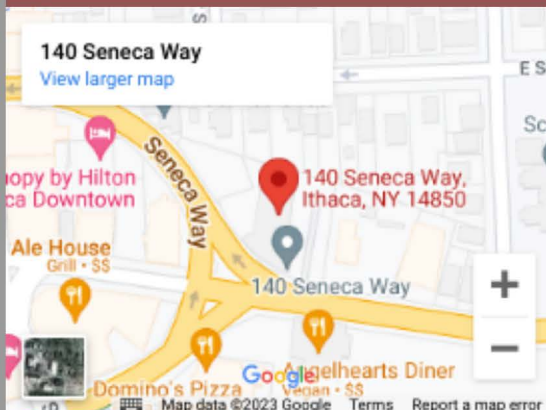 140 Seneca Way
View larger map
E S
Sc
Seneca Way
opy by Hilton
ca Downtown
140 Seneca Way,
Ithaca, NY 14850
Ale House
Grill • $$
140 Seneca Way
+
−
Google
gelhearts Diner
Vegan • $$
Domino's Pizza
Map data ©2023 Google
Terms
Report a map error